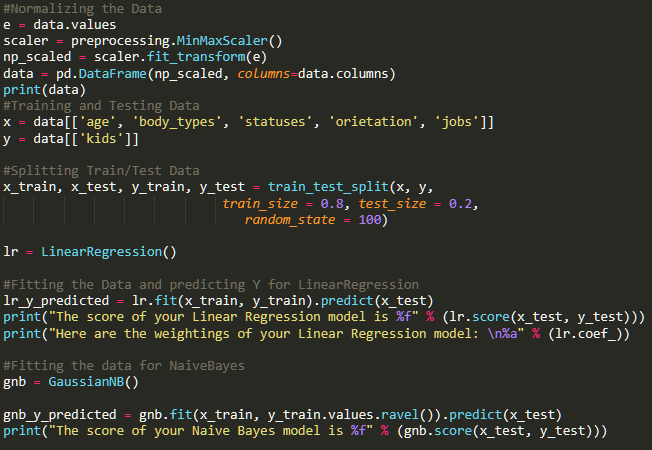 #Normalizing the Data
e = data.values
scaler = preprocessing.MinMaxScaler()
np_scaled = scaler.fit_transform(e)
data = pd.DataFrame(np_scaled, columns=data.columns)
print(data)
#Training and Testing Data
x = data[['age', 'body_types', 'statuses', 'orietation', 'jobs']]
y = data[['kids']]
#Splitting Train/Test Data
x_train, x_test, y_train, y_test = train_test_split(x, y,
train_size = 0.8, test_size = 0.2,
random_state = 100)
lr = LinearRegression()
#Fitting the Data and predicting Y for LinearRegression
lr_y_predicted = lr.fit(x_train, y_train).predict(x_test)
print("The score of your Linear Regression model is %f" % (lr.score(x_test, y_test)))
print("Here are the weightings of your Linear Regression model: \n%a" % (lr.coef_))
#Fitting the data for NaiveBayes
gnb = GaussianNB()
gnb_y_predicted = gnb.fit(x_train, y_train.values.ravel()).predict(x_test)
print("The score of your Naive Bayes model is %f" % (gnb.score(x_test, y_test)))